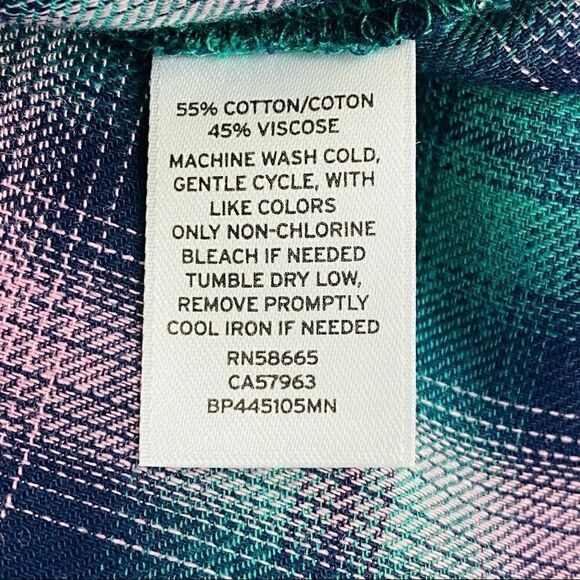 55% COTTON/COTON
45% VISCOSE
MACHINE WASH COLD,
GENTLE CYCLE, WITH
LIKE COLORS
ONLY NON-CHLORINE
BLEACH IF NEEDED
TUMBLE DRY LOW,
REMOVE PROMPTLY
COOL IRON IF NEEDED
RN58665
CA57963
BP445105MN